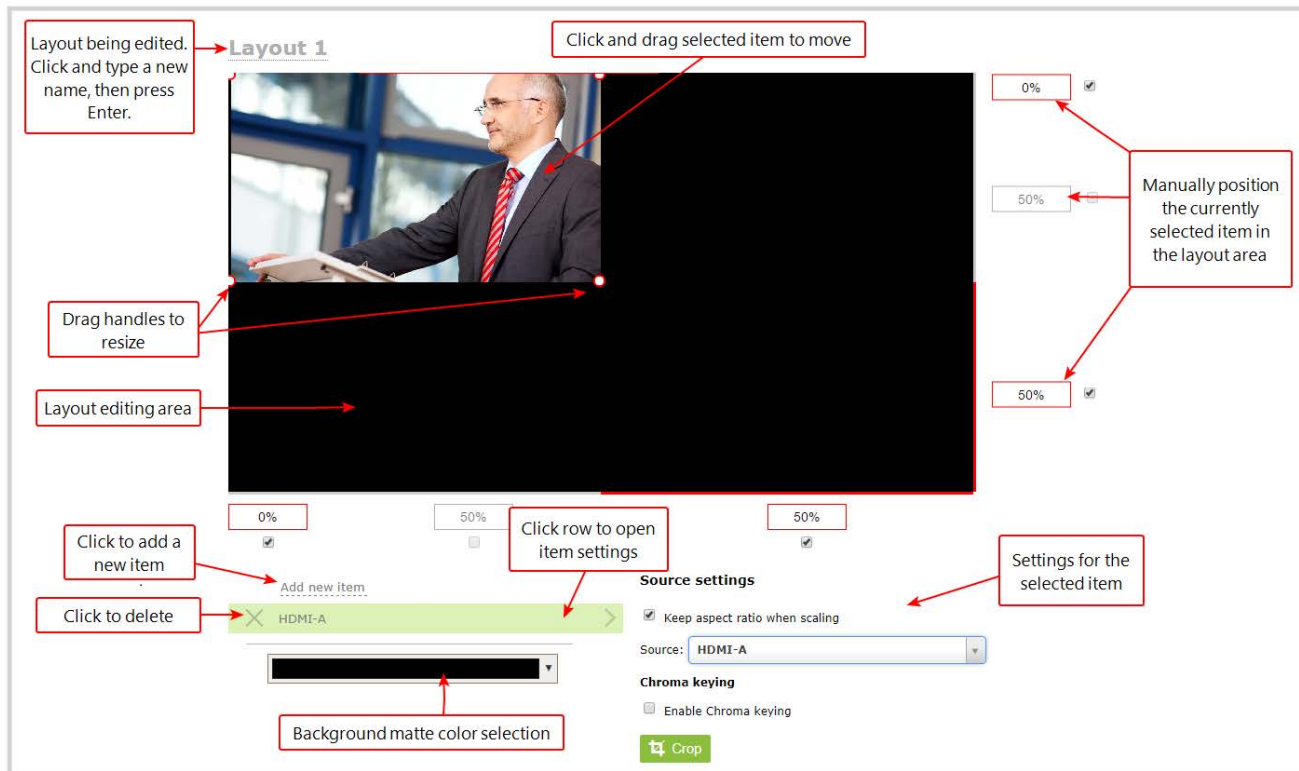 Layout being edited.
Click and type a new
name, then press
Enter.
Layout 1
Click and drag selected item to move
0%
50%
Manually position
the currently
selected item in
the layout area
Drag handles to
resize
Layout editing area
50%
0%
50%
50%
Click row to open
item settings
Click to add a
new item
Add new item
Click to delete
HDMI-A
Background matte color selection
Source settings
Settings for the
selected item
Keep aspect ratio when scaling
Source: HDMI-A
Chroma keying
Enable Chroma keying
Crop